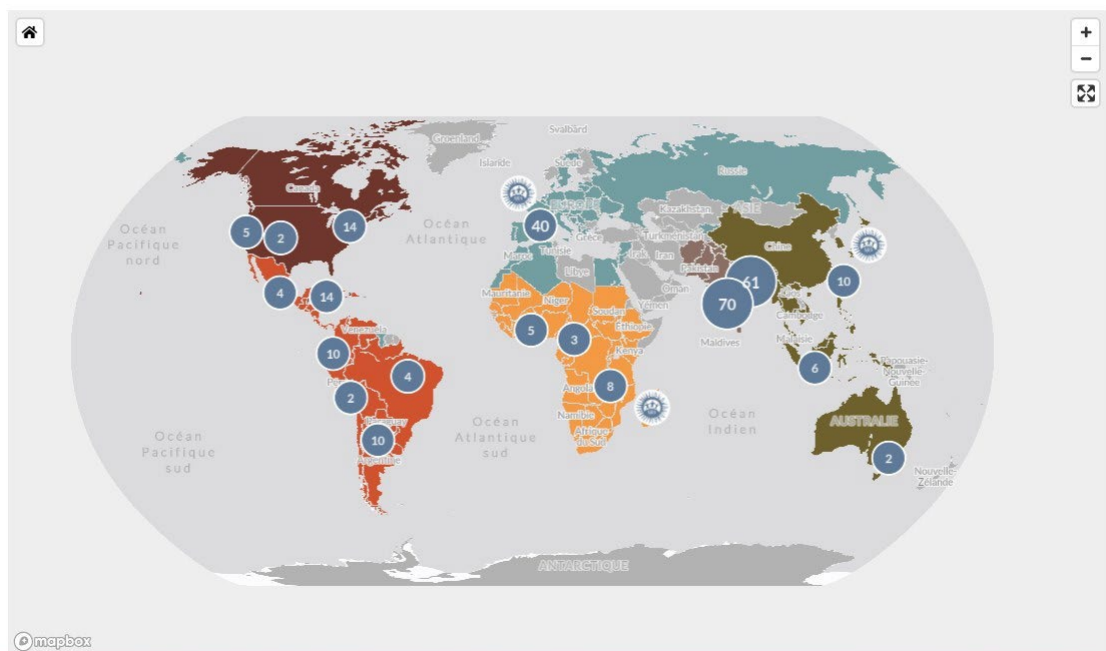 Svalbard
Groenland
Islande
Suède
Russie
Canada
EUROPE
Kazakhstan
ASIE
5
2
14
Océan
Pacifique
nord
Océan
Atlantique
40
Grèce
Turkménistan
Chine
Maroc
Tunisie
Irak
Iran
Pakistan
Libye
61
10
4
14
Mauritanie
Niger
Soudan
Oman
Yémen
70
Laos
Cambodge
Venezuela
5
3
Éthiopie
Kenya
Maldives
Malaisie
10
4
6
Papouasie-
Nouvelle-
Guinée
2
Angola
8
Namibie
Afrique
du Sud
Océan
Indien
AUSTRALIE
Océan
Pacifique
sud
10
Argentine
Océan
Atlantique
sud
2
Nouvelle-
Zélande
ANTARCTIQUE
mapbox